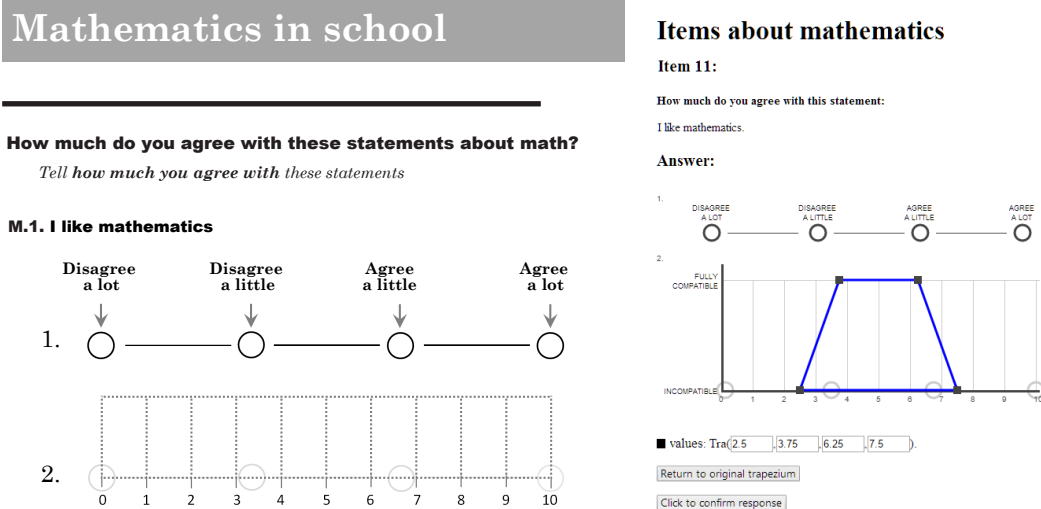 Mathematics in school
How much do you agree with these statements about math?
Tell how much you agree with these statements
M.1. I like mathematics
Disagree a lot
Disagree a little
Agree a little
Agree a lot
1.
2.
0 1 2 3 4 5 6 7 8 9 10
Items about mathematics
Item 11:
How much do you agree with this statement:
I like mathematics.
Answer:
1.
DISAGREE A LOT
DISAGREE A LITTLE
AGREE A LITTLE
AGREE A LOT
2.
FULLY COMPATIBLE
INCOMPATIBLE
0 1 2 3 4 5 6 7 8 9 10
values: Tra(2.5 ,3.75 ,6.25 ,7.5 ).
Return to original trapezium
Click to confirm response